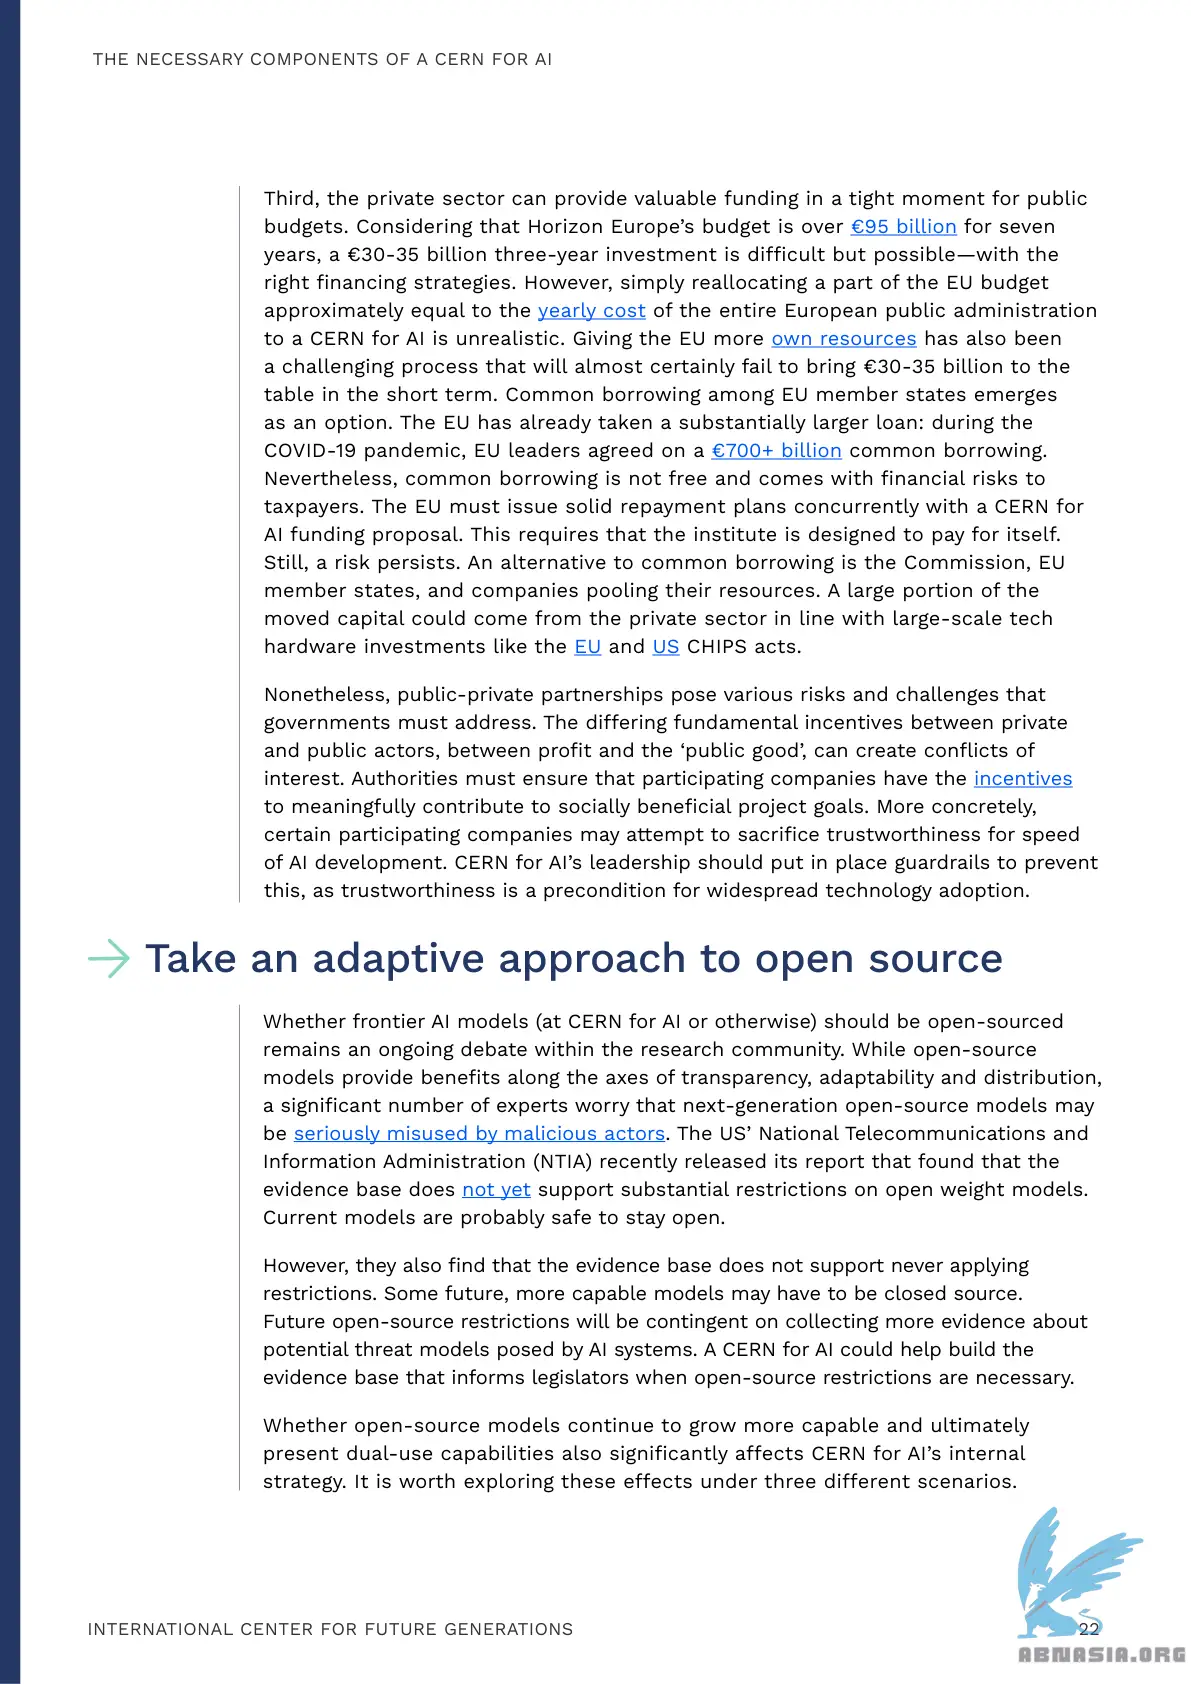 THE NECESSARY COMPONENTS OF A CERN FOR AI
Third, the private sector can provide valuable funding in a tight moment for public
budgets. Considering that Horizon Europe’s budget is over €95 billion for seven
years, a €30-35 billion three-year investment is difficult but possible—with the
right financing strategies. However, simply reallocating a part of the EU budget
approximately equal to the yearly cost of the entire European public administration
to a CERN for AI is unrealistic. Giving the EU more own resources has also been
a challenging process that will almost certainly fail to bring €30-35 billion to the
table in the short term. Common borrowing among EU member states emerges
as an option. The EU has already taken a substantially larger loan: during the
COVID-19 pandemic, EU leaders agreed on a €700+ billion common borrowing.
Nevertheless, common borrowing is not free and comes with financial risks to
taxpayers. The EU must issue solid repayment plans concurrently with a CERN for
AI funding proposal. This requires that the institute is designed to pay for itself.
Still, a risk persists. An alternative to common borrowing is the Commission, EU
member states, and companies pooling their resources. A large portion of the
moved capital could come from the private sector in line with large-scale tech
hardware investments like the EU and US CHIPS acts.
Nonetheless, public-private partnerships pose various risks and challenges that
governments must address. The differing fundamental incentives between private
and public actors, between profit and the ‘public good’, can create conflicts of
interest. Authorities must ensure that participating companies have the incentives
to meaningfully contribute to socially beneficial project goals. More concretely,
certain participating companies may attempt to sacrifice trustworthiness for speed
of AI development. CERN for AI’s leadership should put in place guardrails to prevent
this, as trustworthiness is a precondition for widespread technology adoption.
Take an adaptive approach to open source
Whether frontier AI models (at CERN for AI or otherwise) should be open-sourced
remains an ongoing debate within the research community. While open-source
models provide benefits along the axes of transparency, adaptability and distribution,
a significant number of experts worry that next-generation open-source models may
be seriously misused by malicious actors. The US’ National Telecommunications and
Information Administration (NTIA) recently released its report that found that the
evidence base does not yet support substantial restrictions on open weight models.
Current models are probably safe to stay open.
However, they also find that the evidence base does not support never applying
restrictions. Some future, more capable models may have to be closed source.
Future open-source restrictions will be contingent on collecting more evidence about
potential threat models posed by AI systems. A CERN for AI could help build the
evidence base that informs legislators when open-source restrictions are necessary.
Whether open-source models continue to grow more capable and ultimately
present dual-use capabilities also significantly affects CERN for AI’s internal
strategy. It is worth exploring these effects under three different scenarios.
INTERNATIONAL CENTER FOR FUTURE GENERATIONS
22
ABNASIA.ORG